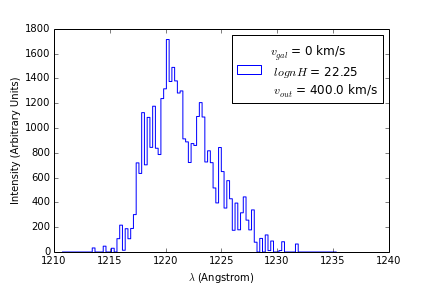 1800
1600
1400
1200
1000
800
600
400
200
0
Intensity (Arbitrary Units)
v_gal = 0 km/s
lognH = 22.25
v_out = 400.0 km/s
1210 1215 1220 1225 1230 1235 1240
λ (Angstrom)